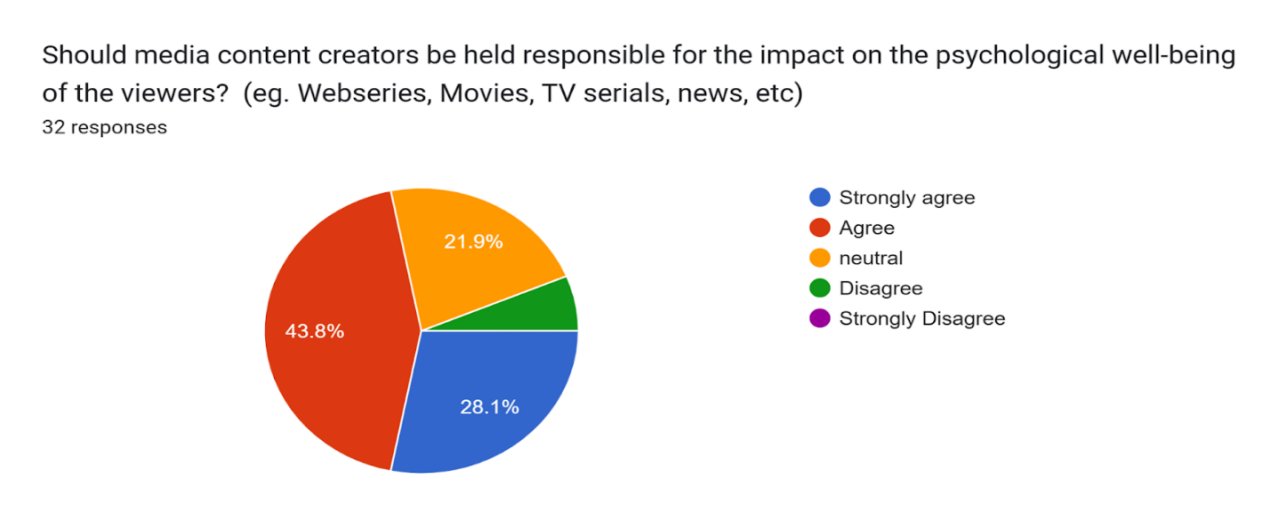 Should media content creators be held responsible for the impact on the psychological well-being
of the viewers?  (eg. Webseries, Movies, TV serials, news, etc)
32 responses
21.9%
43.8%
28.1%
Strongly agree
Agree
neutral
Disagree
Strongly Disagree